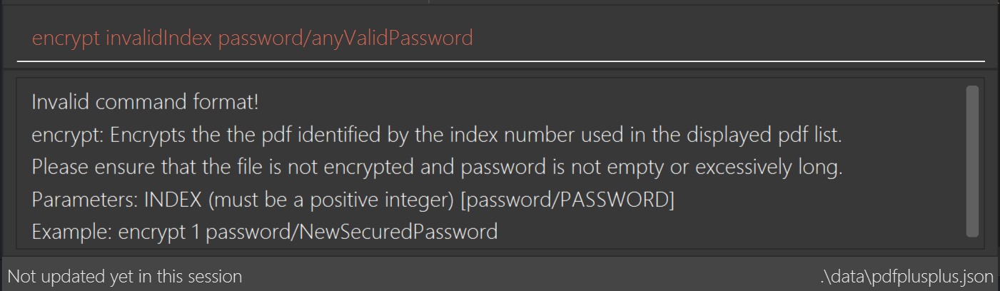 encrypt invalidIndex password/anyValidPassword
Invalid command format!
encrypt: Encrypts the the pdf identified by the index number used in the displayed pdf list.
Please ensure that the file is not encrypted and password is not empty or excessively long.
Parameters: INDEX (must be a positive integer) [password/PASSWORD]
Example: encrypt 1 password/NewSecuredPassword
Not updated yet in this session
.\data\pdfplusplus.json